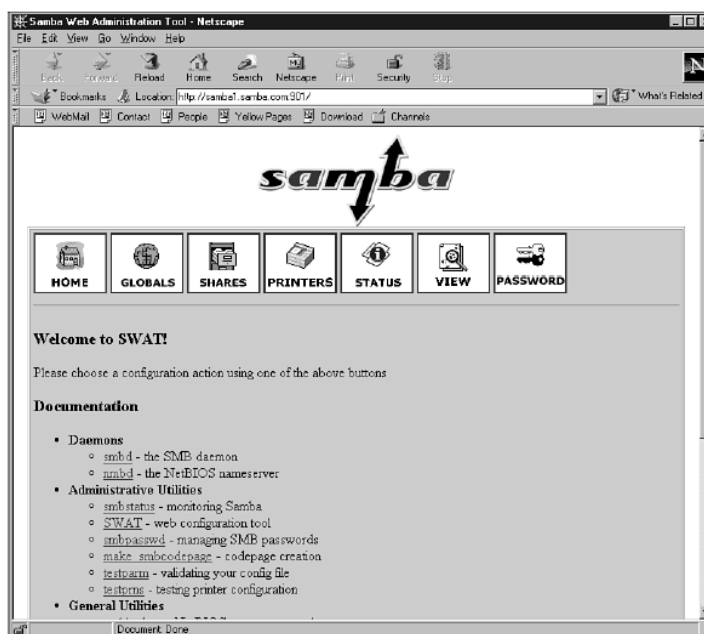 Samba Web Administration Tool - Netscape
File Edit View Go Window Help
Back Forward Reload Home Search Netscape Print Security Stop
Bookmarks Location: http://samba1.samba.com:901/ What's Related
WebMail Contact People Yellow Pages Download Channels
samba
HOME GLOBALS SHARES PRINTERS STATUS VIEW PASSWORD
Welcome to SWAT!
Please choose a configuration action using one of the above buttons
Documentation
• Daemons
◦ smbd - the SMB daemon
◦ nmbd - the NetBIOS nameserver
• Administrative Utilities
◦ smbstatus - monitoring Samba
◦ SWAT - web configuration tool
◦ smbpasswd - managing SMB passwords
◦ make_smbcodepage - codepage creation
◦ testparm - validating your config file
◦ testprns - testing printer configuration
• General Utilities
Document: Done